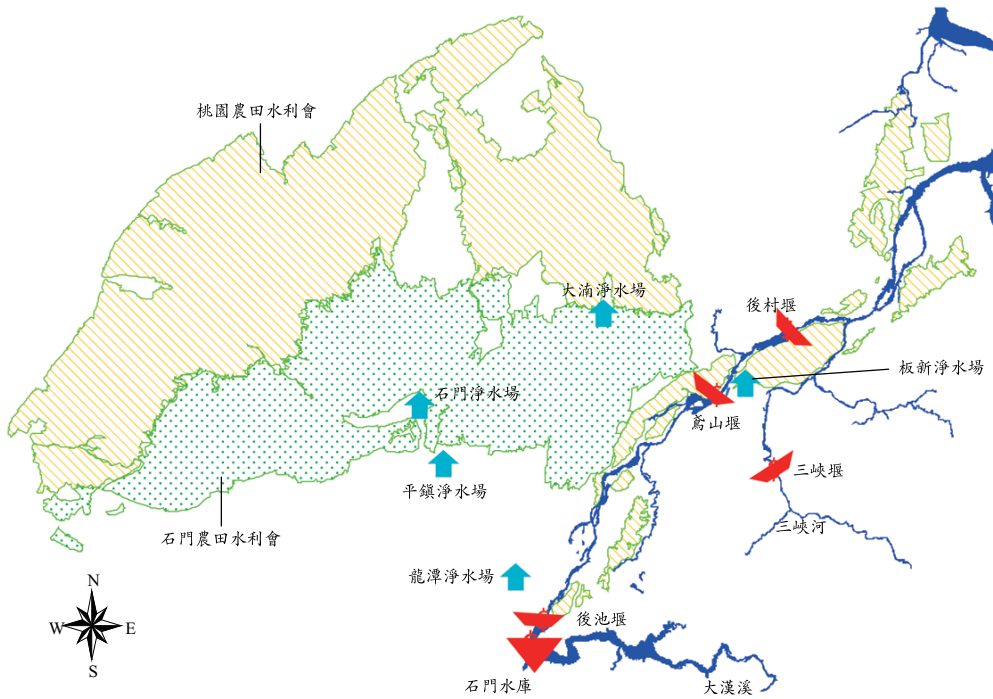 桃園農田水利會
大湳淨水場
後村堰
板新淨水場
石門淨水場
鳶山堰
三峽堰
平鎮淨水場
三峽河
石門農田水利會
龍潭淨水場
N
W
E
S
後池堰
石門水庫
大漢溪